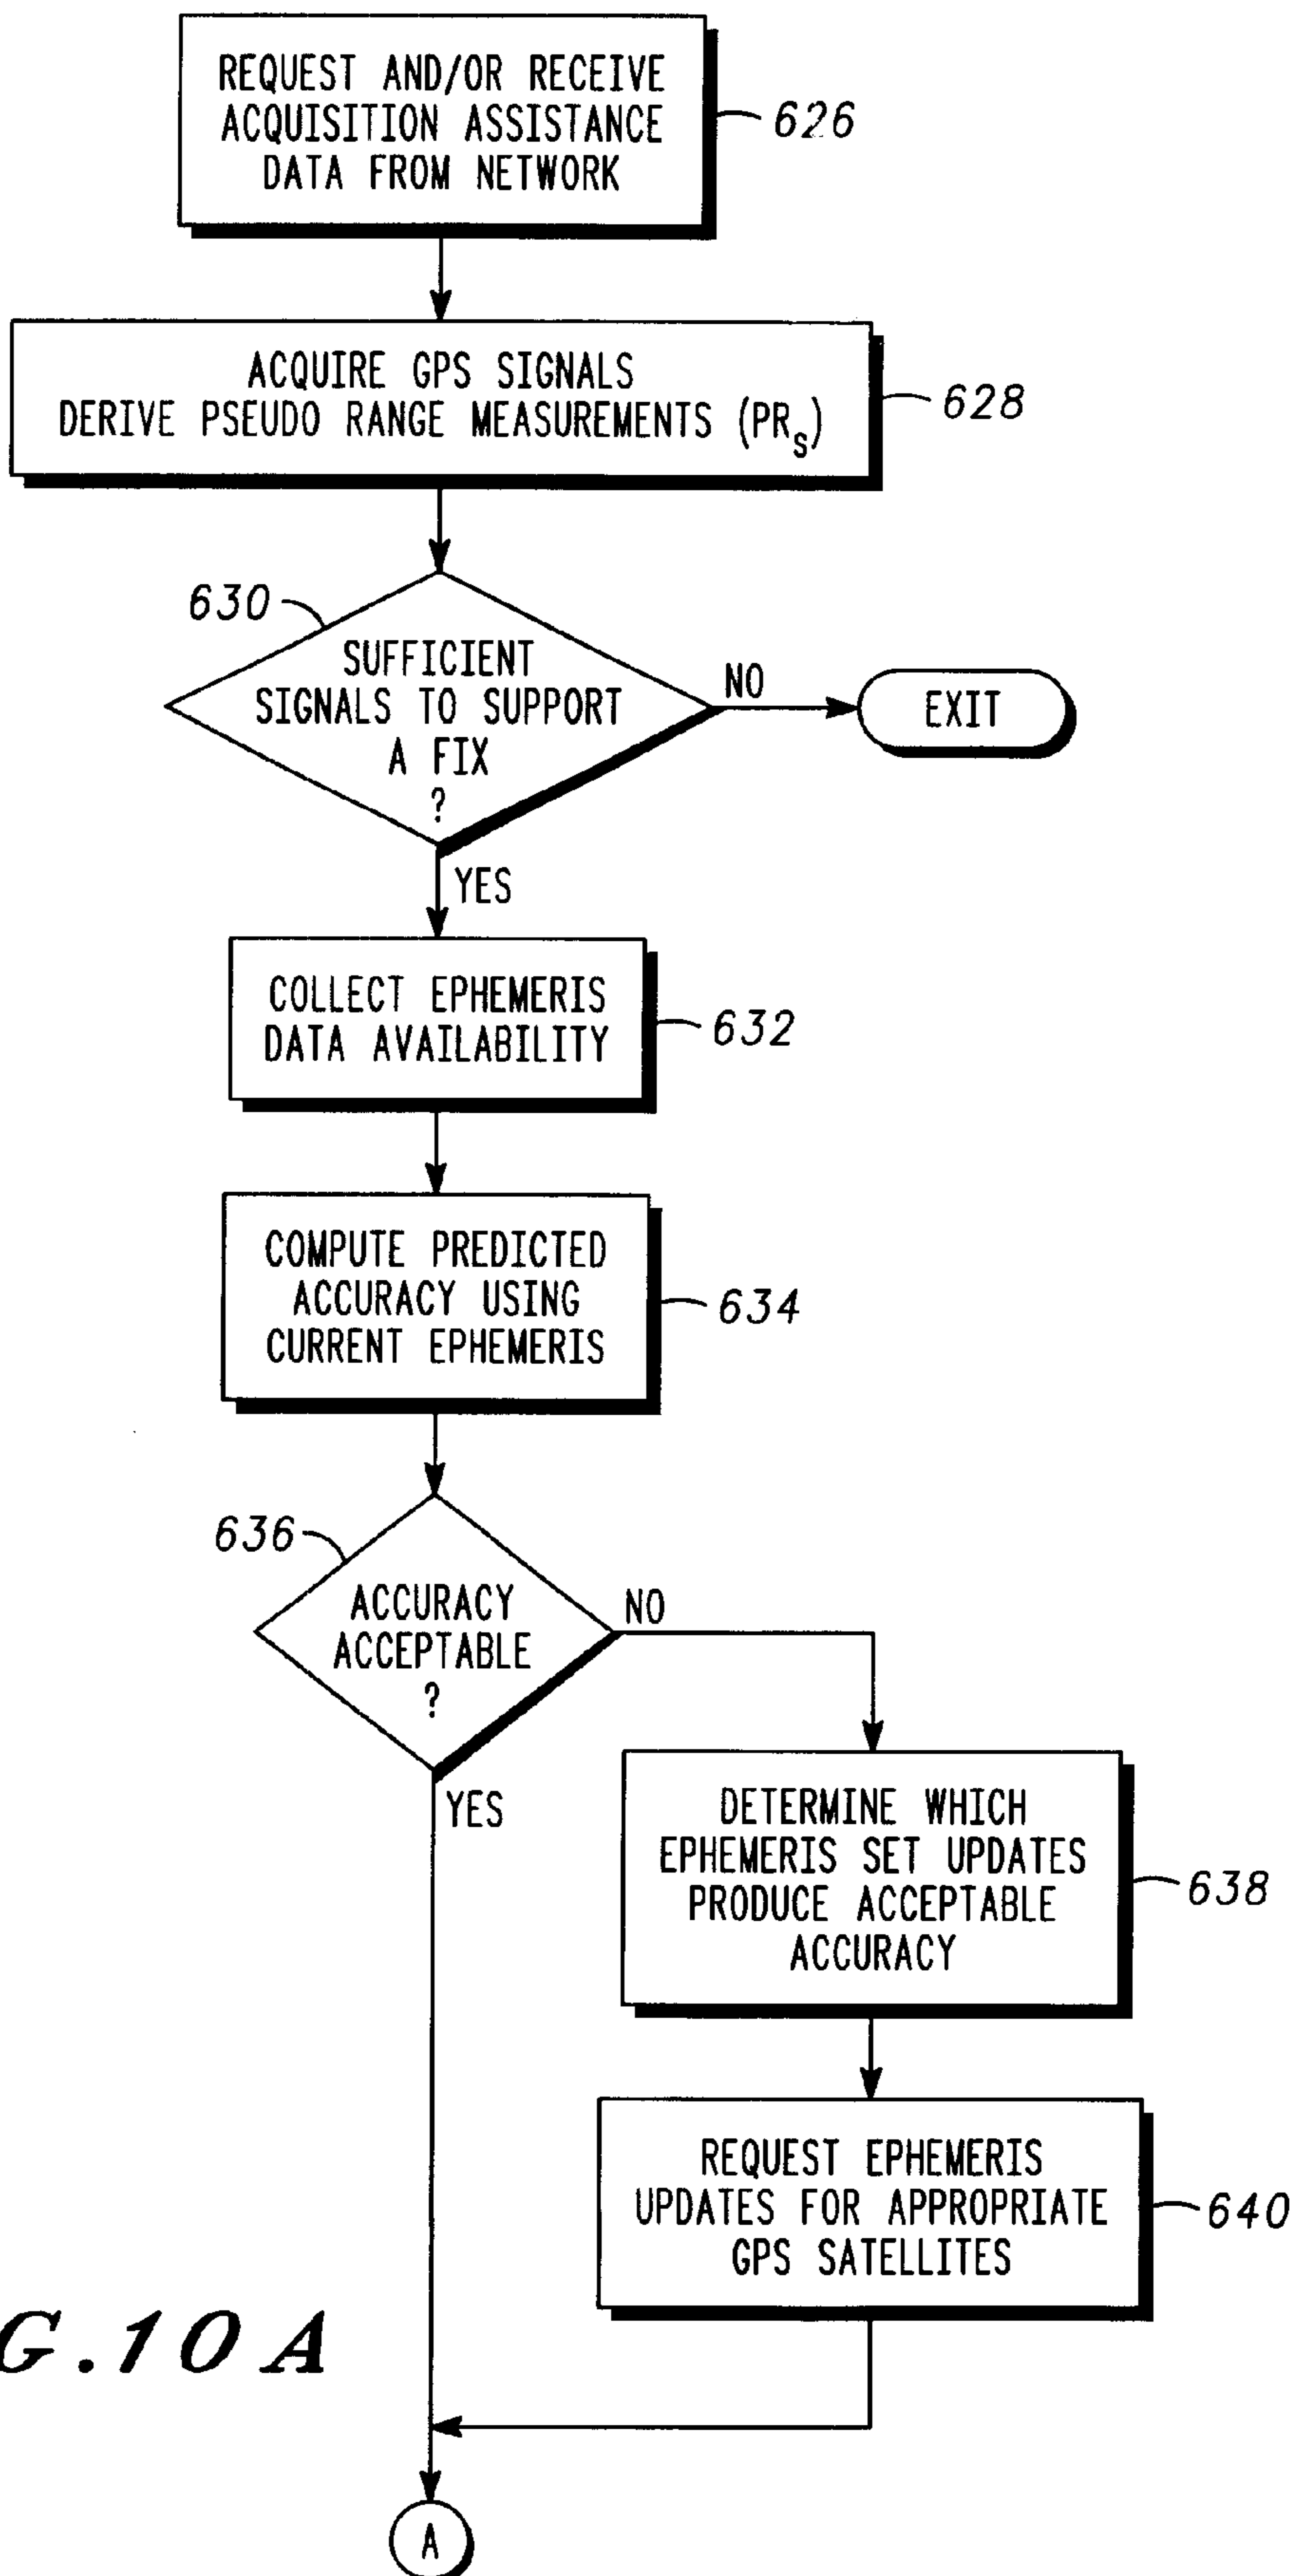 REQUEST AND/OR RECEIVE
ACQUISITION ASSISTANCE
DATA FROM NETWORK
626
ACQUIRE GPS SIGNALS
DERIVE PSEUDO RANGE MEASUREMENTS (PRs)
628
630
SUFFICIENT
SIGNALS TO SUPPORT
A FIX
?
NO
EXIT
YES
COLLECT EPHEMERIS
DATA AVAILABILITY
632
COMPUTE PREDICTED
ACCURACY USING
CURRENT EPHEMERIS
634
636
ACCURACY
ACCEPTABLE
?
NO
YES
DETERMINE WHICH
EPHEMERIS SET UPDATES
PRODUCE ACCEPTABLE
ACCURACY
638
REQUEST EPHEMERIS
UPDATES FOR APPROPRIATE
GPS SATELLITES
640
G.10A
A